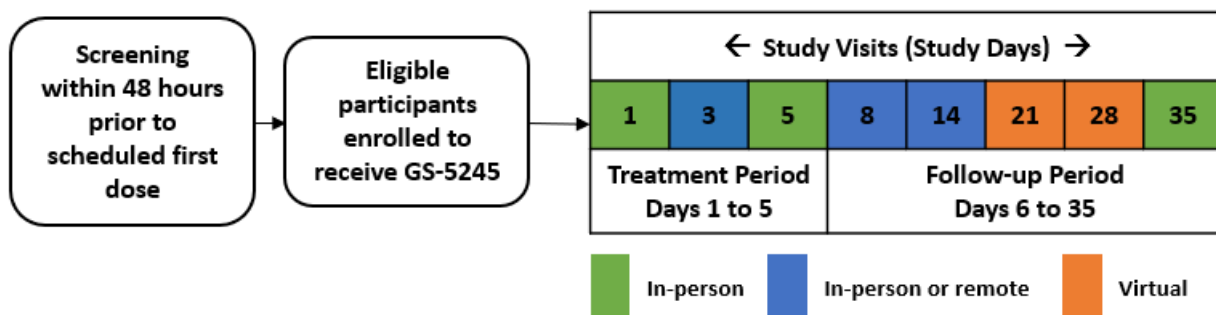 Screening
within 48 hours
prior to
scheduled first
dose
Eligible
participants
enrolled to
receive GS-5245
← Study Visits (Study Days) →
1 3 5 8 14 21 28 35
Treatment Period
Days 1 to 5
Follow-up Period
Days 6 to 35
In-person
In-person or remote
Virtual